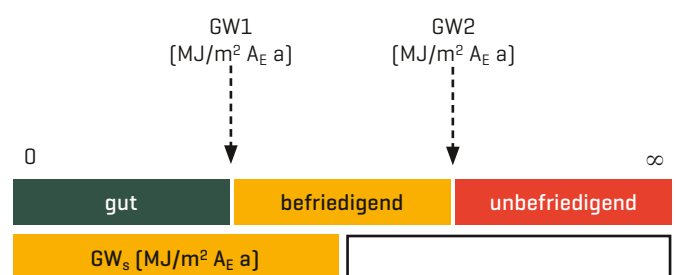 GW1
(MJ/m² A_E a)
GW2
(MJ/m² A_E a)
0
∞
gut
befriedigend
unbefriedigend
GW_s (MJ/m² A_E a)